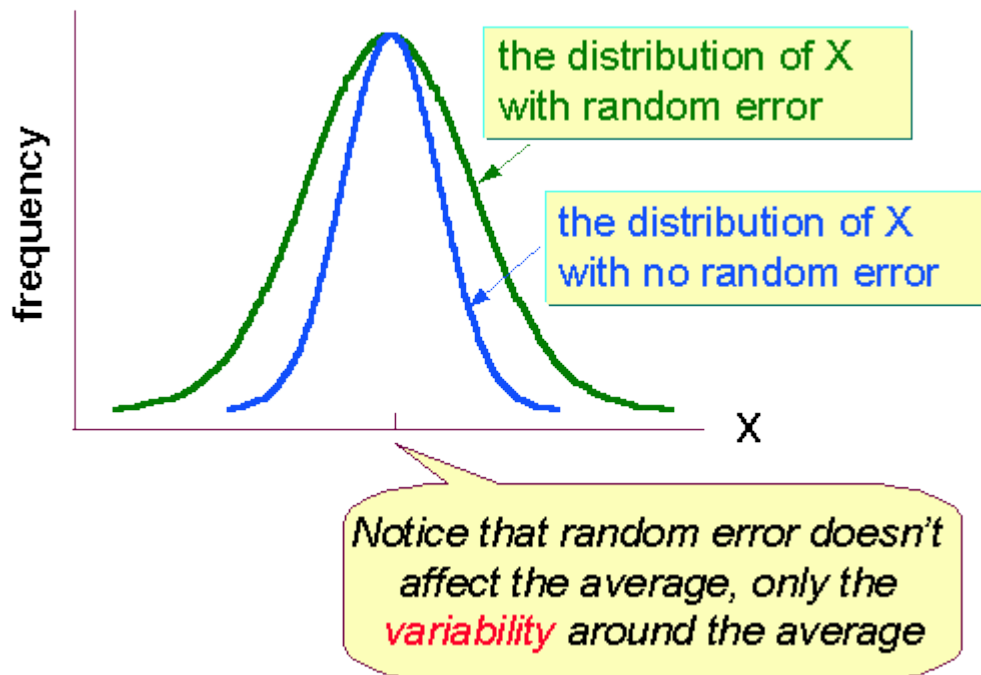 the distribution of X
with random error
frequency
the distribution of X
with no random error
X
Notice that random error doesn't
affect the average, only the
variability around the average